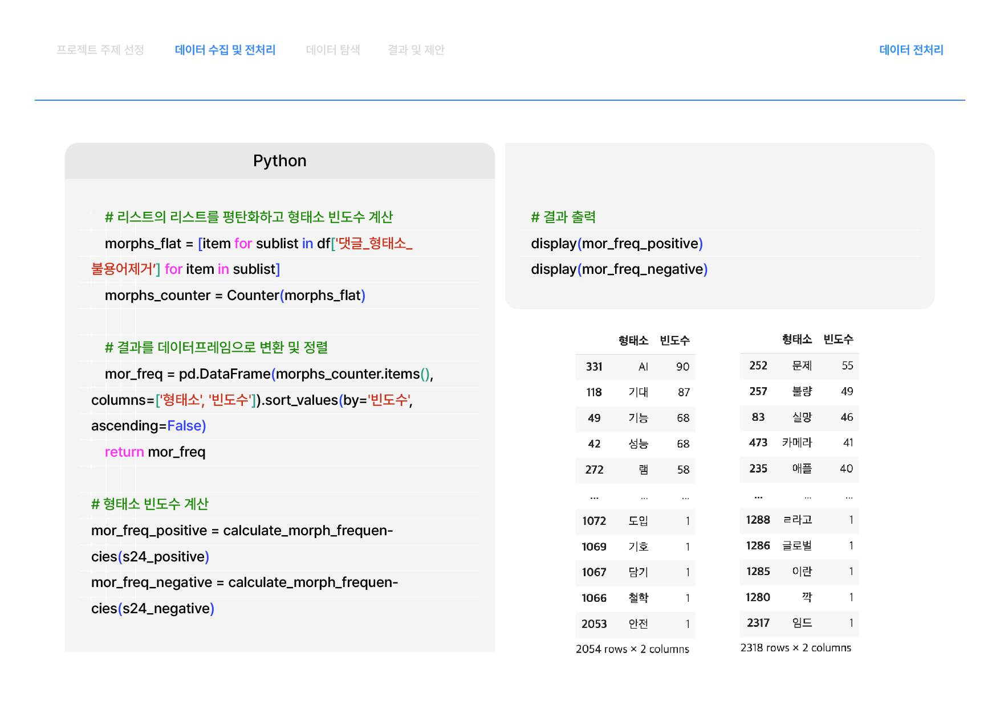 프로젝트 주제 선정 데이터 수집 및 전처리 데이터 탐색 결과 및 제안 데이터 전처리
Python
# 리스트의 리스트를 평탄화하고 형태소 빈도수 계산
morphs_flat = [item for sublist in df['댓글_형태소_
불용어제거'] for item in sublist]
morphs_counter = Counter(morphs_flat)
# 결과를 데이터프레임으로 변환 및 정렬
mor_freq = pd.DataFrame(morphs_counter.items(),
columns=['형태소', '빈도수']).sort_values(by='빈도수',
ascending=False)
return mor_freq
# 형태소 빈도수 계산
mor_freq_positive = calculate_morph_frequen-
cies(s24_positive)
mor_freq_negative = calculate_morph_frequen-
cies(s24_negative)
# 결과 출력
display(mor_freq_positive)
display(mor_freq_negative)
형태소 빈도수
331 AI 90
118 기대 87
49 기능 68
42 성능 68
272 램 58
... ... ...
1072 도입 1
1069 기호 1
1067 담기 1
1066 철학 1
2053 안전 1
2054 rows × 2 columns
형태소 빈도수
252 문제 55
257 불량 49
83 실망 46
473 카메라 41
235 애플 40
... ... ...
1288 ㄹ라고 1
1286 글로벌 1
1285 이란 1
1280 깍 1
2317 임드 1
2318 rows × 2 columns